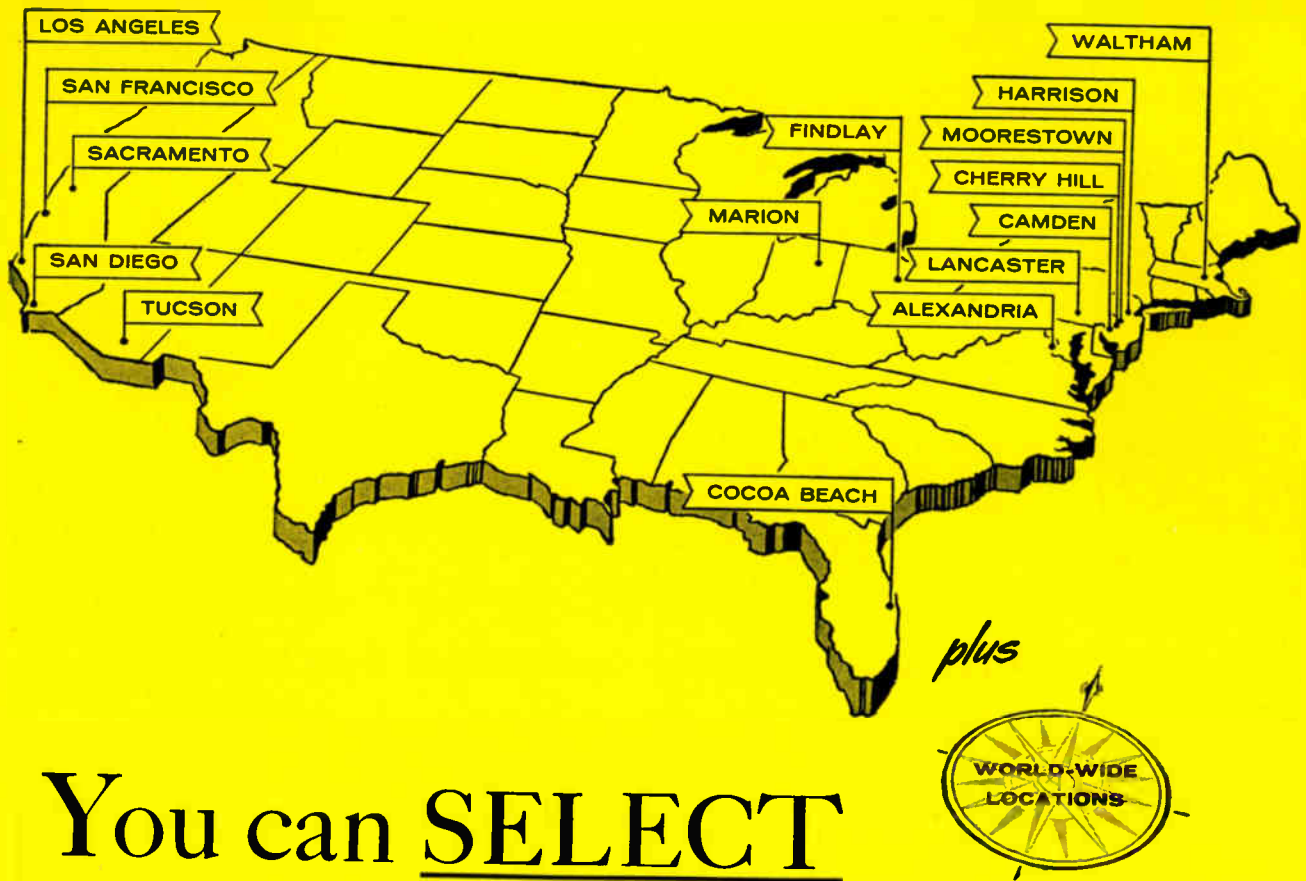 LOS ANGELES
SAN FRANCISCO
SACRAMENTO
SAN DIEGO
TUCSON
WALTHAM
HARRISON
FINDLAY
MOORESTOWN
CHERRY HILL
MARION
CAMDEN
LANCASTER
ALEXANDRIA
COCOA BEACH
plus
WORLD-WIDE
LOCATIONS
You can SELECT